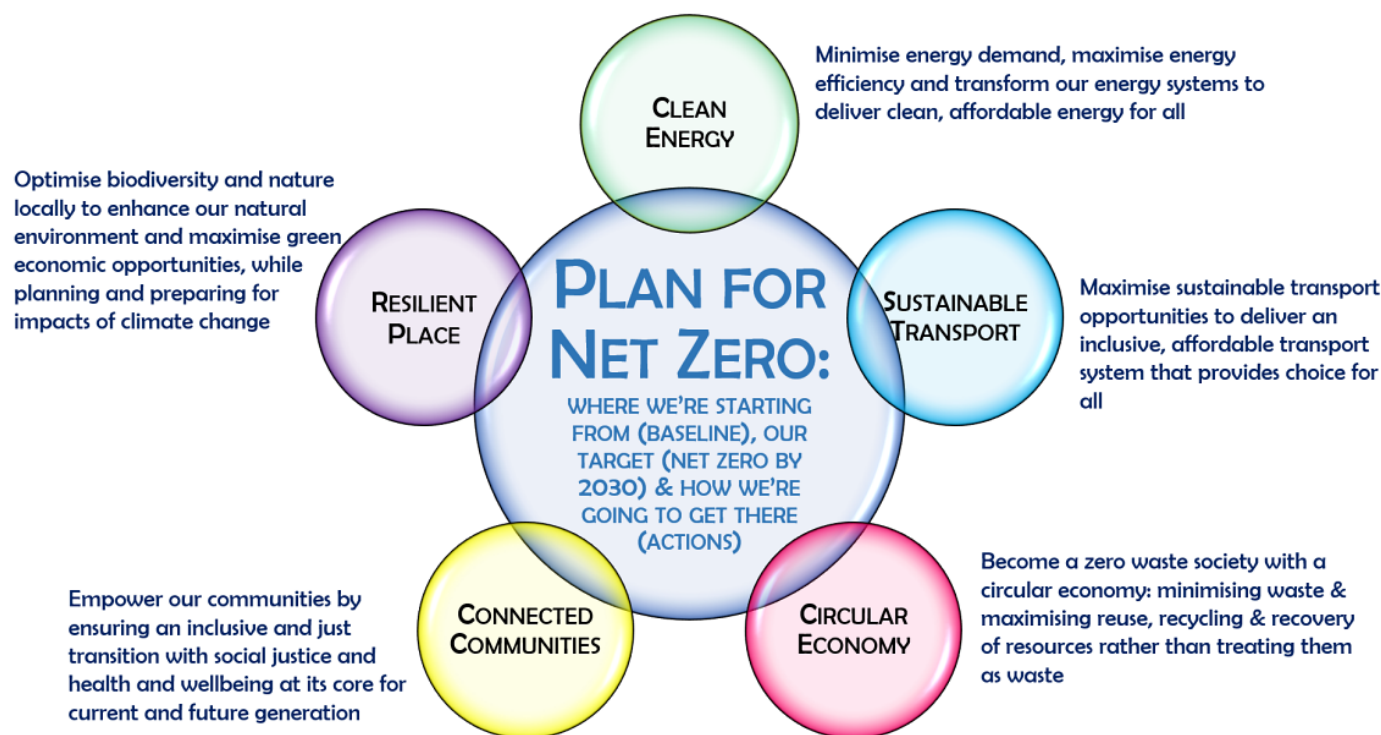 CLEAN
ENERGY
Minimise energy demand, maximise energy
efficiency and transform our energy systems to
deliver clean, affordable energy for all
Optimise biodiversity and nature
locally to enhance our natural
environment and maximise green
economic opportunities, while
planning and preparing for
impacts of climate change
RESILIENT
PLACE
PLAN FOR
NET ZERO:
WHERE WE'RE STARTING
FROM (BASELINE), OUR
TARGET (NET ZERO BY
2030) & HOW WE'RE
GOING TO GET THERE
(ACTIONS)
SUSTAINABLE
TRANSPORT
Maximise sustainable transport
opportunities to deliver an
inclusive, affordable transport
system that provides choice for
all
Empower our communities by
ensuring an inclusive and just
transition with social justice and
health and wellbeing at its core for
current and future generation
CONNECTED
COMMUNITIES
CIRCULAR
ECONOMY
Become a zero waste society with a
circular economy: minimising waste &
maximising reuse, recycling & recovery
of resources rather than treating them
as waste